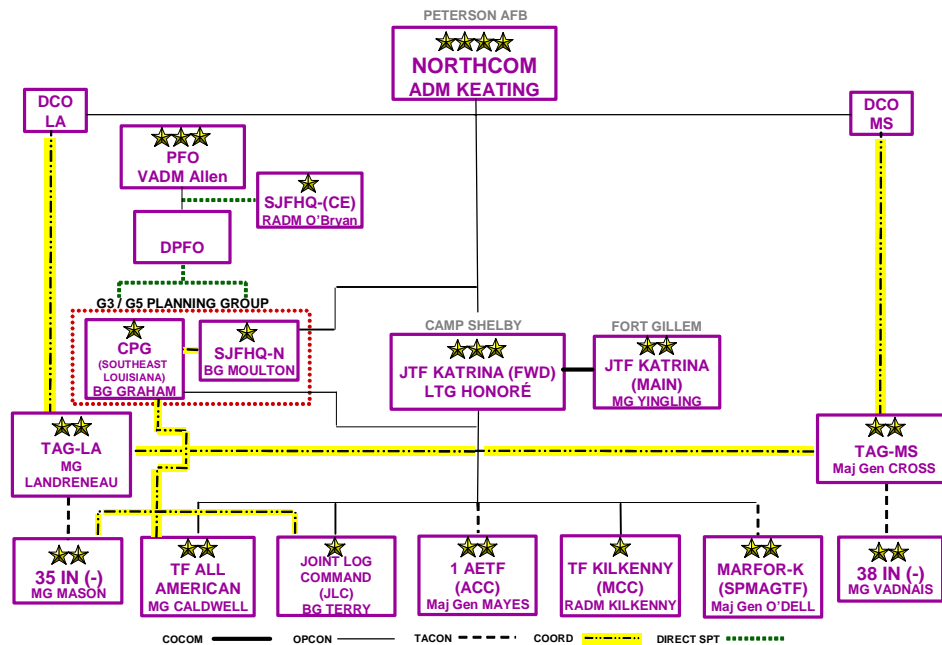 PETERSON AFB
NORTHCOM
ADM KEATING
DCO
LA
DCO
MS
PFO
VADM Allen
SJFHQ-(CE)
RADM O'Bryan
DPFO
G3 / G5 PLANNING GROUP
CPG
(SOUTHEAST
LOUISIANA)
BG GRAHAM
SJFHQ-N
BG MOULTON
CAMP SHELBY
JTF KATRINA (FWD)
LTG HONORÉ
FORT GILLEM
JTF KATRINA
(MAIN)
MG YINGLING
TAG-LA
MG
LANDRENEAU
TAG-MS
Maj Gen CROSS
35 IN (-)
MG MASON
TF ALL
AMERICAN
MG CALDWELL
JOINT LOG
COMMAND
(JLC)
BG TERRY
1 AETF
(ACC)
Maj Gen MAYES
TF KILKENNY
(MCC)
RADM KILKENNY
MARFOR-K
(SPMAGTF)
Maj Gen O'DELL
38 IN (-)
MG VADNAIS
COCOM
OPCON
TACON
COORD
DIRECT SPT